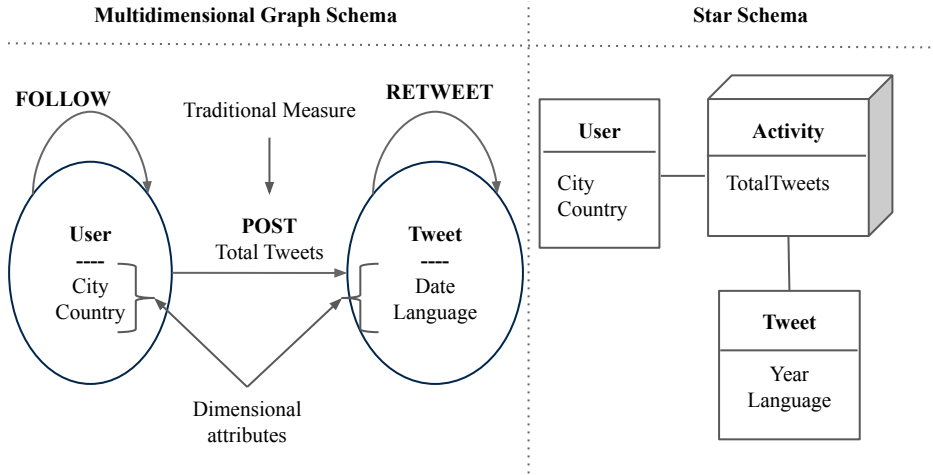 Multidimensional Graph Schema
Star Schema
FOLLOW
Traditional Measure
RETWEET
User
----
City
Country
POST
Total Tweets
Tweet
----
Date
Language
Dimensional
attributes
User
City
Country
Activity
TotalTweets
Tweet
Year
Language